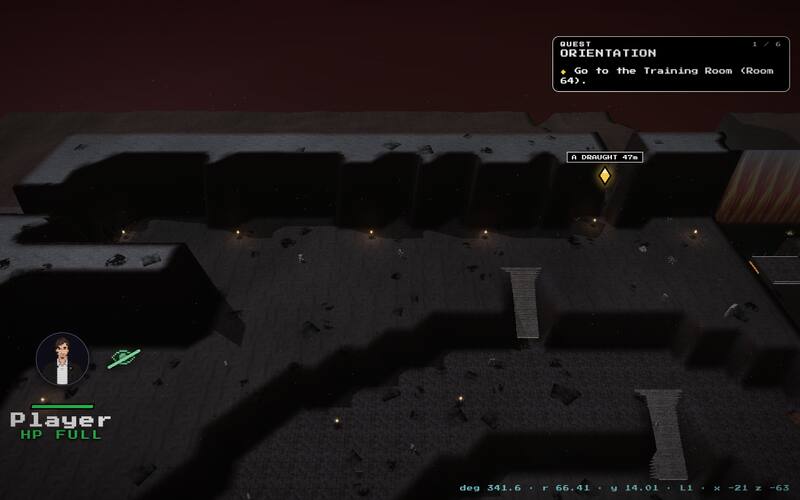 QUEST
1 / 6
ORIENTATION
Go to the Training Room (Room
64).
A DRAUGHT 47m
Player
HP FULL
deg 341.6 · r 66.41 · y 14.01 · L1 · x -21 z -63